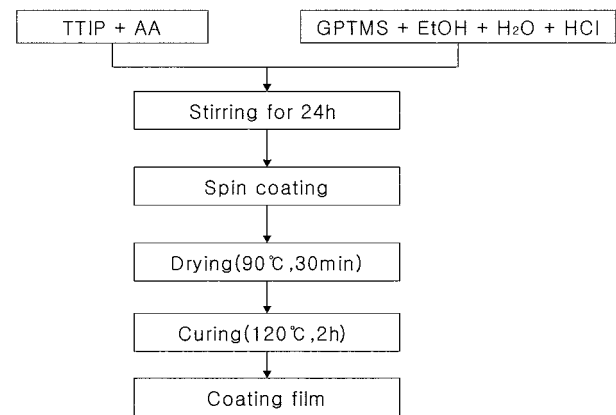 TTIP + AA
GPTMS + EtOH + H₂O + HCl
Stirring for 24h
Spin coating
Drying(90℃,30min)
Curing(120℃,2h)
Coating film